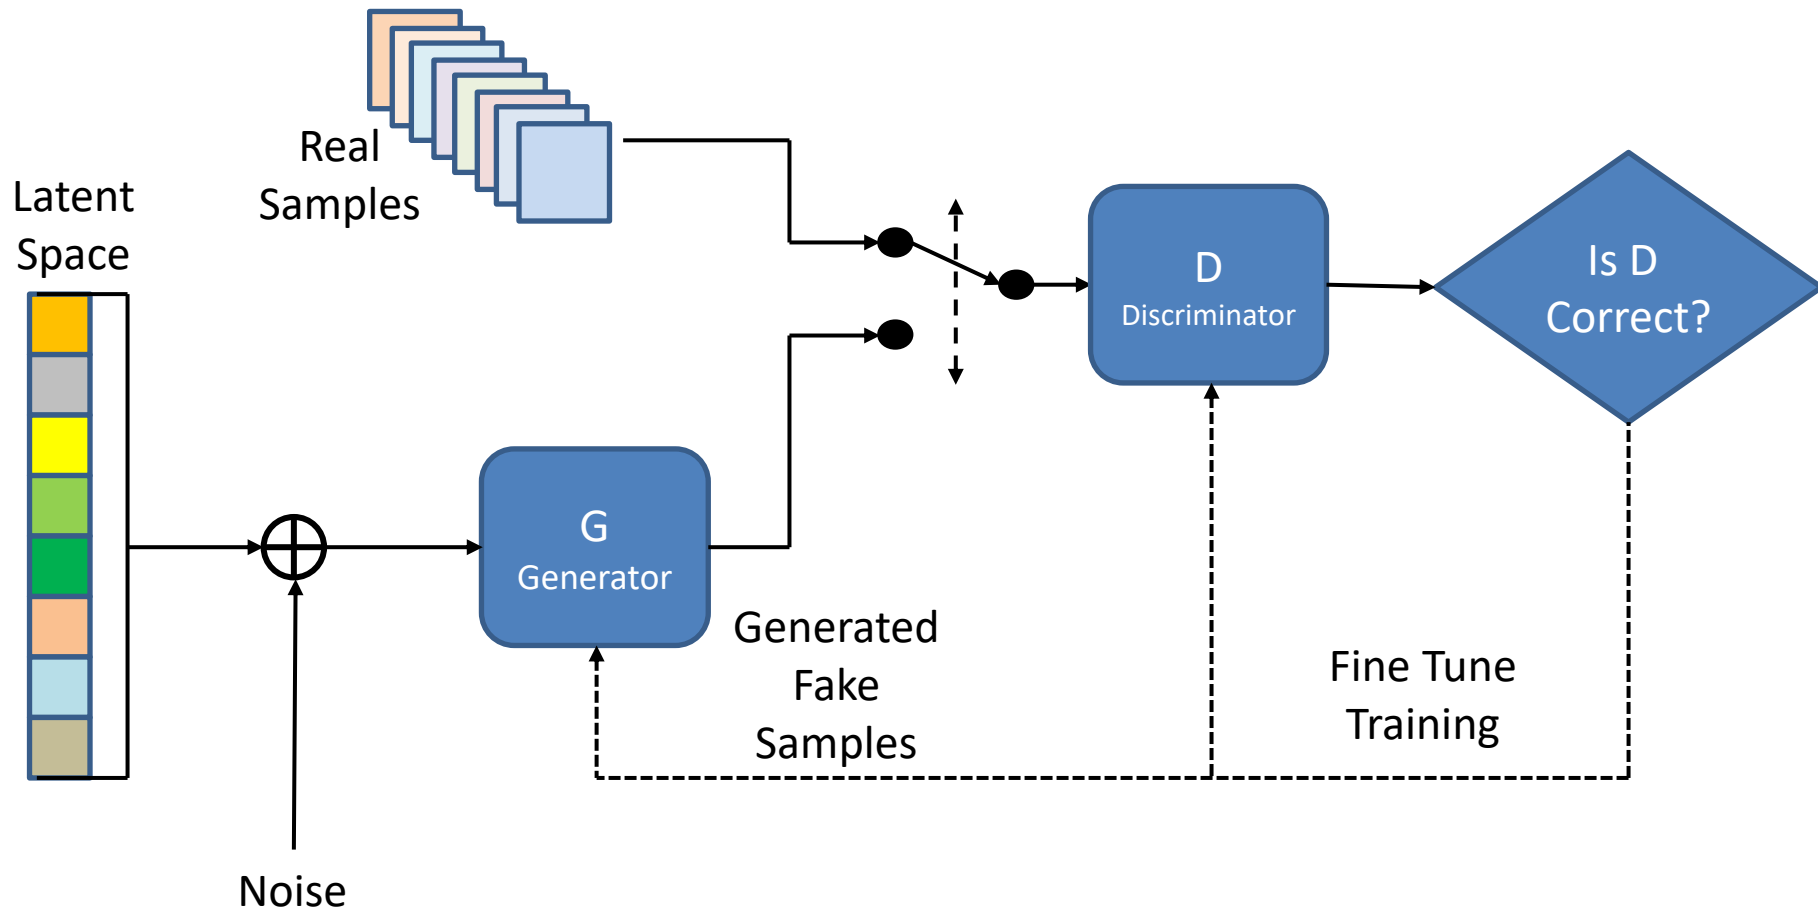 Real
Samples
Latent
Space
D
Discriminator
Is D
Correct?
G
Generator
Generated
Fake
Samples
Fine Tune
Training
Noise